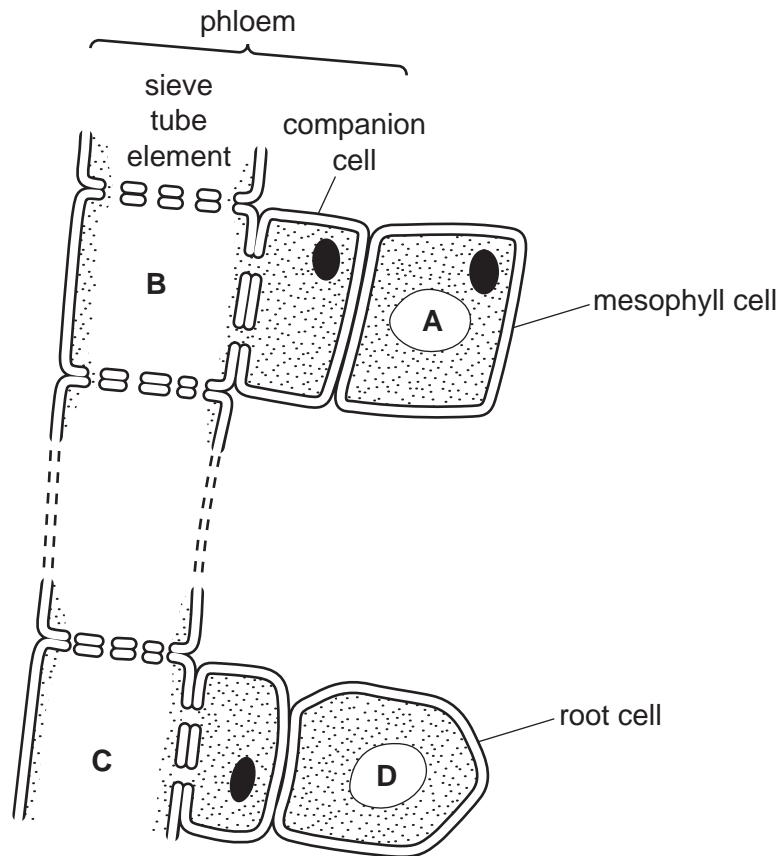 phloem
sieve
tube
element
companion
cell
B
A
mesophyll cell
root cell
C
D